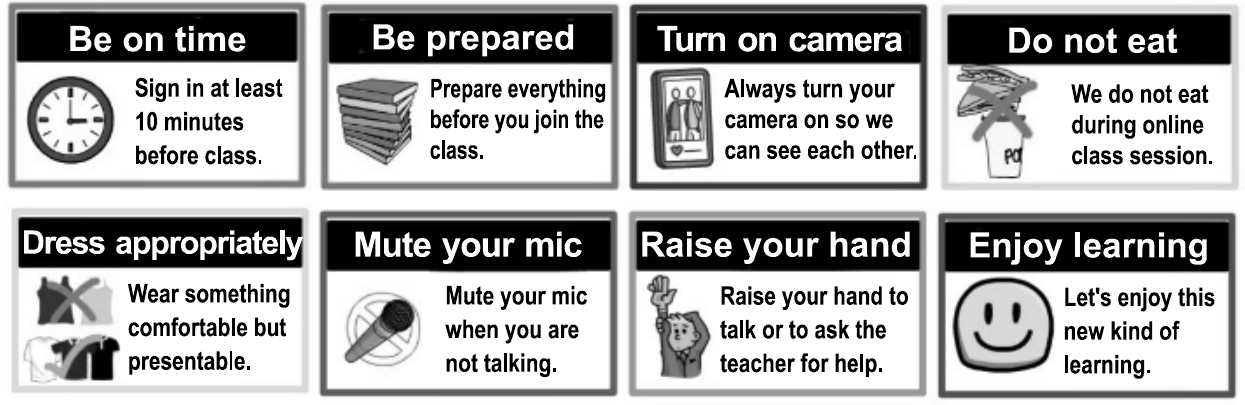 Be on time
Sign in at least
10 minutes
before class.
Be prepared
Prepare everything
before you join the
class.
Turn on camera
Always turn your
camera on so we
can see each other.
Do not eat
We do not eat
during online
class session.
POP
Dress appropriately
Wear something
comfortable but
presentable.
Mute your mic
Mute your mic
when you are
not talking.
Raise your hand
Raise your hand to
talk or to ask the
teacher for help.
Enjoy learning
Let's enjoy this
new kind of
learning.